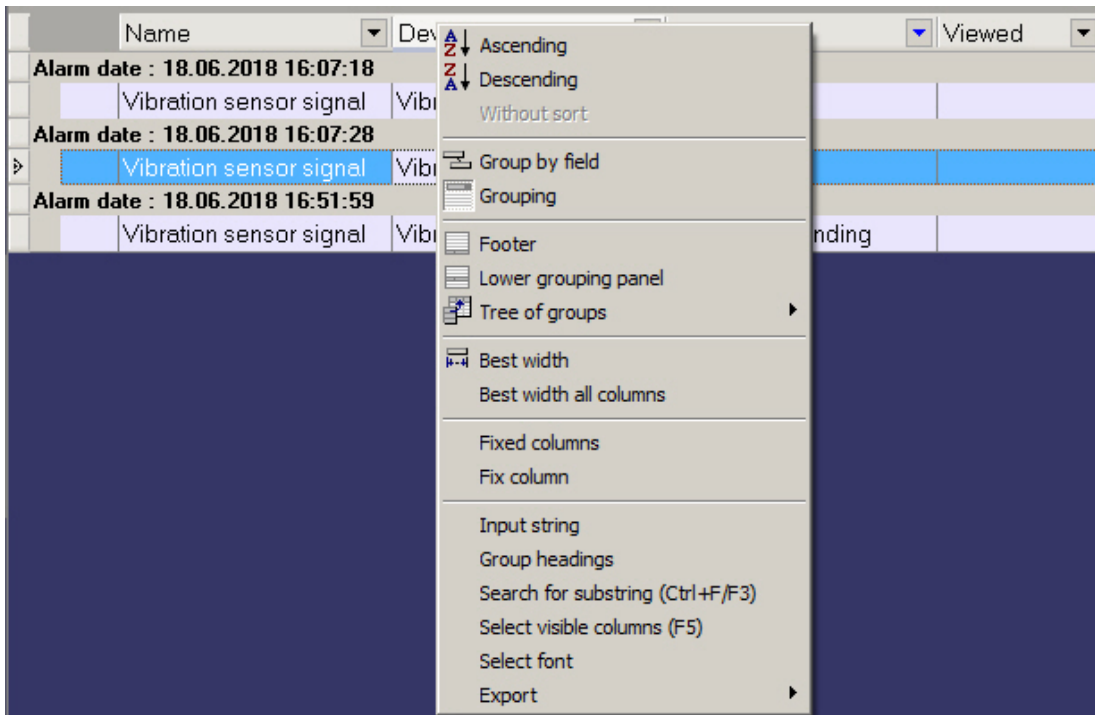 Name Dev Viewed
Alarm date : 18.06.2018 16:07:18
Vibration sensor signal Vib
Alarm date : 18.06.2018 16:07:28
Vibration sensor signal Vib
Alarm date : 18.06.2018 16:51:59
Vibration sensor signal Vib nding
Ascending
Descending
Without sort
Group by field
Grouping
Footer
Lower grouping panel
Tree of groups
Best width
Best width all columns
Fixed columns
Fix column
Input string
Group headings
Search for substring (Ctrl+F/F3)
Select visible columns (F5)
Select font
Export